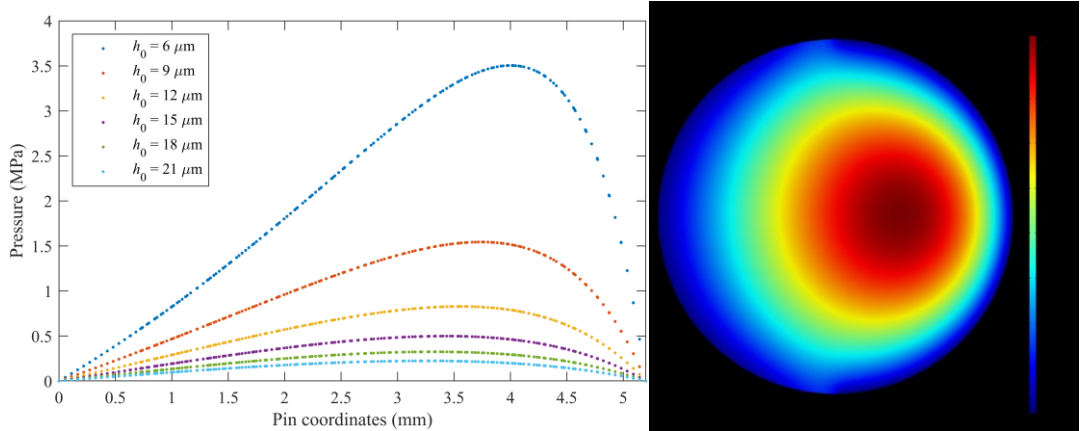 4
3.5
3
2.5
2
1.5
1
0.5
0
Pressure (MPa)
h₀ = 6 μm
h₀ = 9 μm
h₀ = 12 μm
h₀ = 15 μm
h₀ = 18 μm
h₀ = 21 μm
0 0.5 1 1.5 2 2.5 3 3.5 4 4.5 5
Pin coordinates (mm)